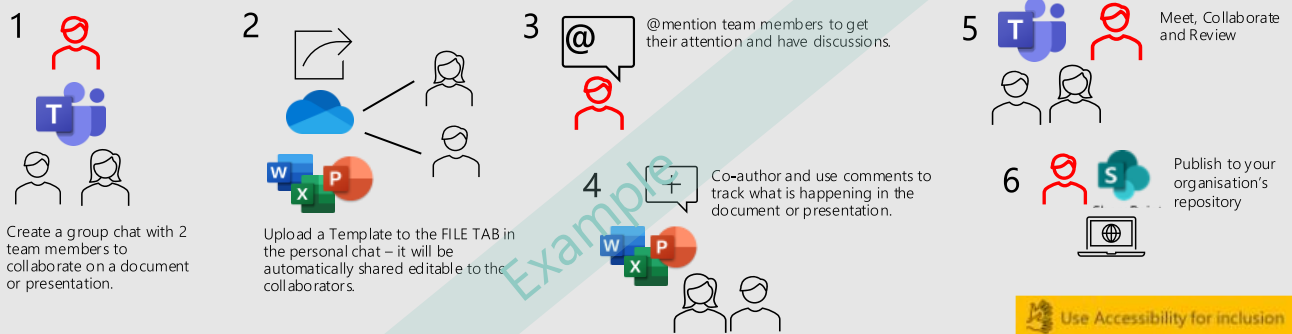 1
T
Create a group chat with 2
team members to
collaborate on a document
or presentation.
2
W
X
P
Upload a Template to the FILE TAB in
the personal chat – it will be
automatically shared editable to the
collaborators.
3
@
@mention team members to get
their attention and have discussions.
4
Co-author and use comments to
track what is happening in the
document or presentation.
W
X
P
Example
5
T
Meet, Collaborate
and Review
6
S
Publish to your
organisation's
repository
Use Accessibility for inclusion